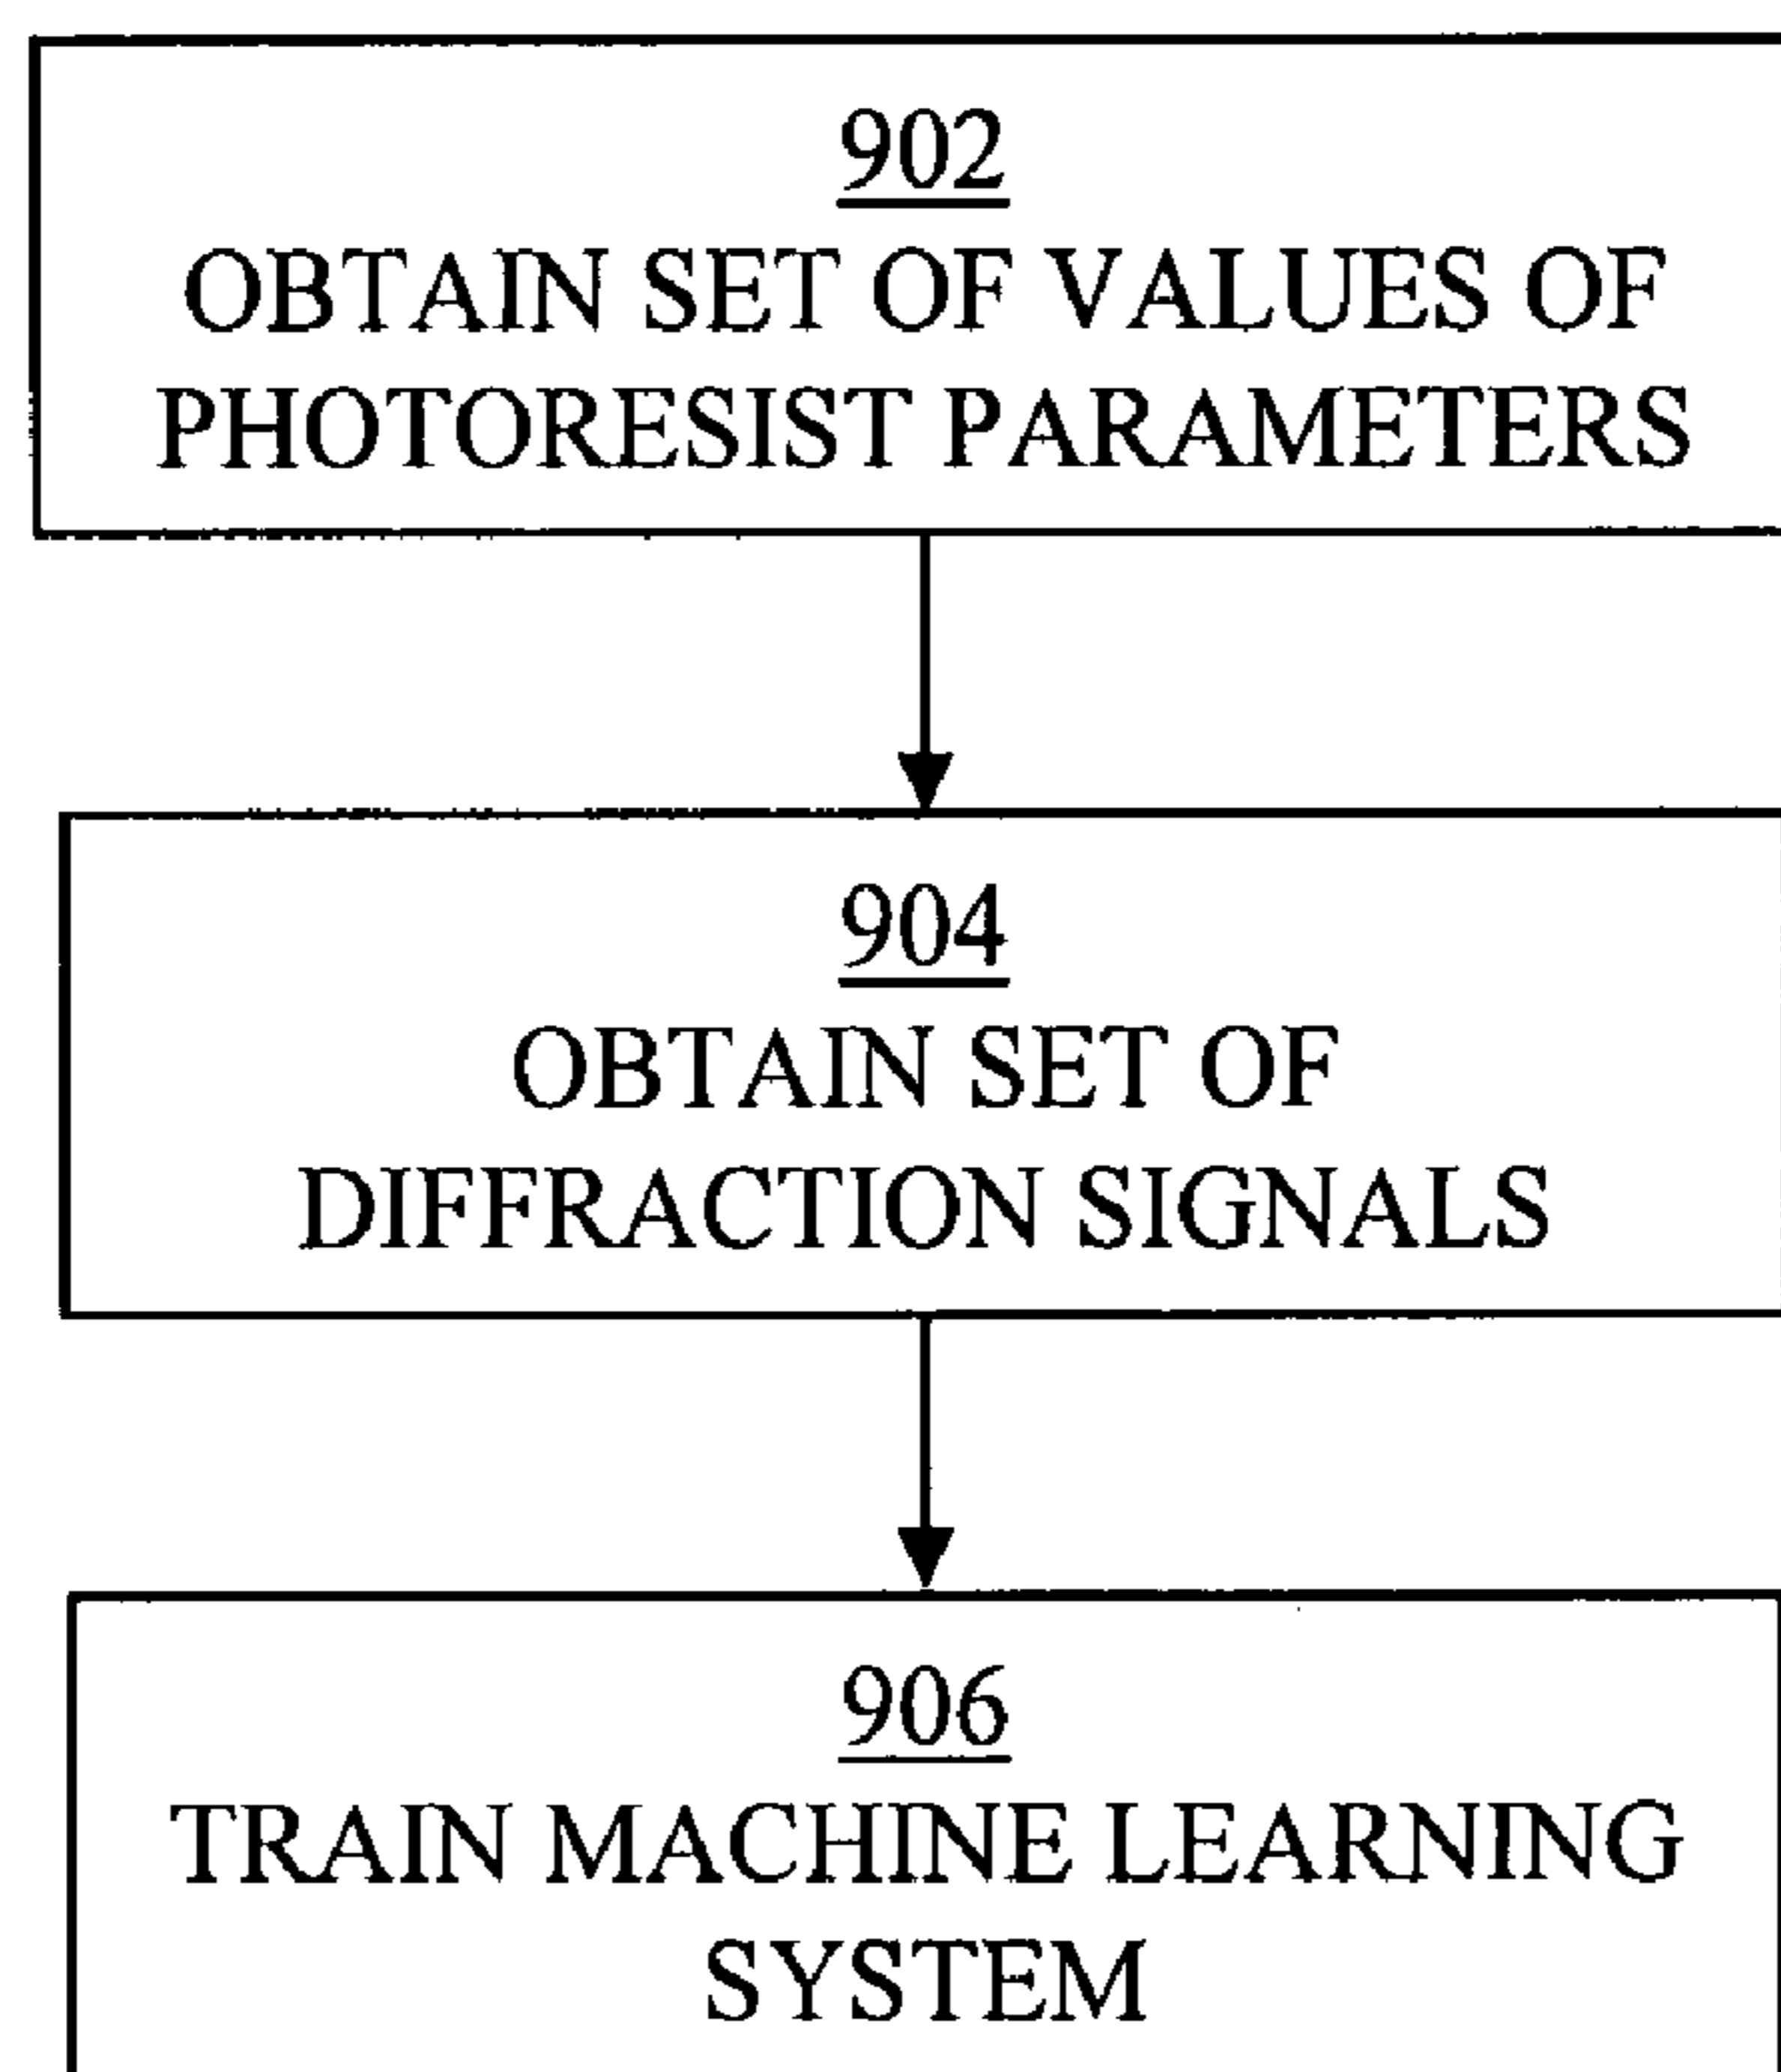 902
OBTAIN SET OF VALUES OF
PHOTORESIST PARAMETERS
904
OBTAIN SET OF
DIFFRACTION SIGNALS
906
TRAIN MACHINE LEARNING
SYSTEM